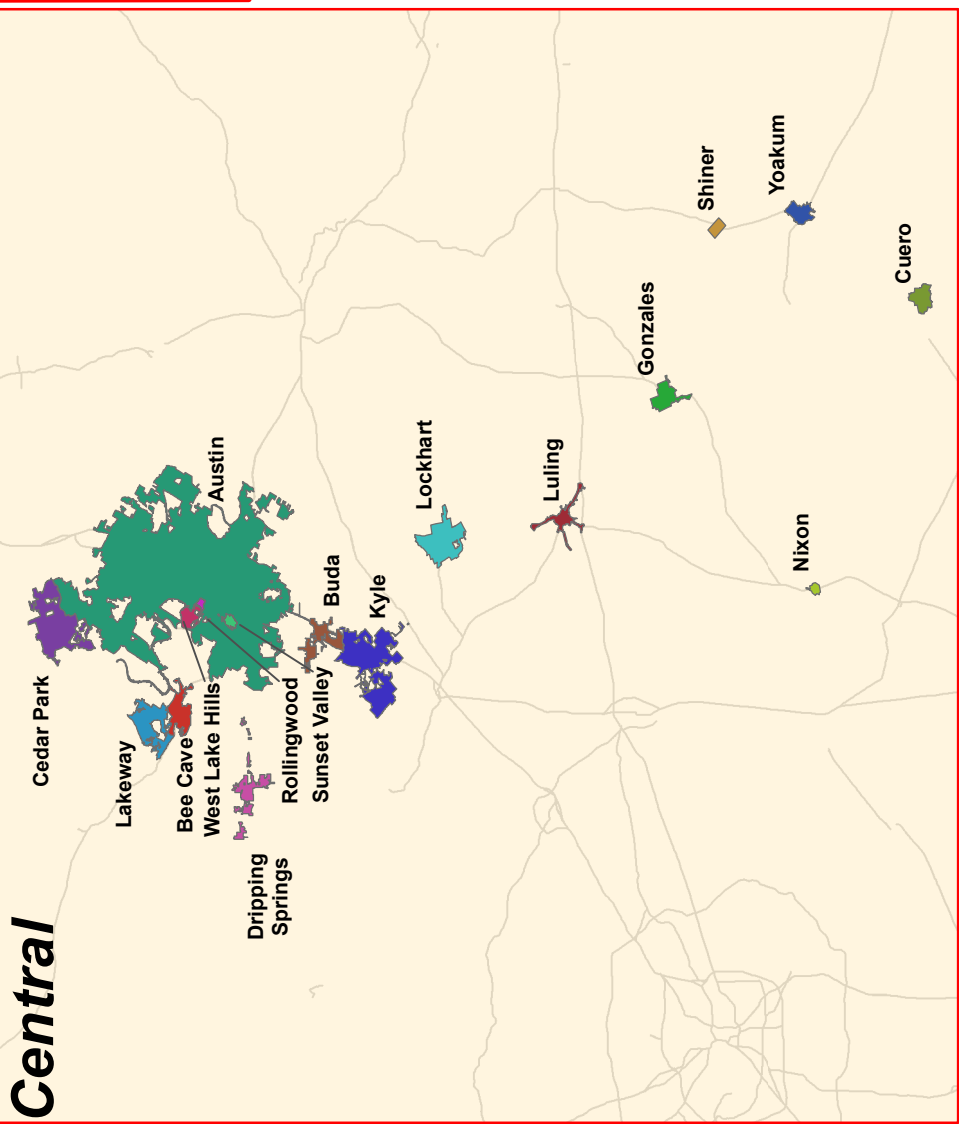 Central
Cedar Park
Lakeway
Bee Cave
West Lake Hills
Dripping
Springs
Rollingwood
Sunset Valley
Austin
Buda
Kyle
Lockhart
Luling
Gonzales
Shiner
Yoakum
Nixon
Cuero